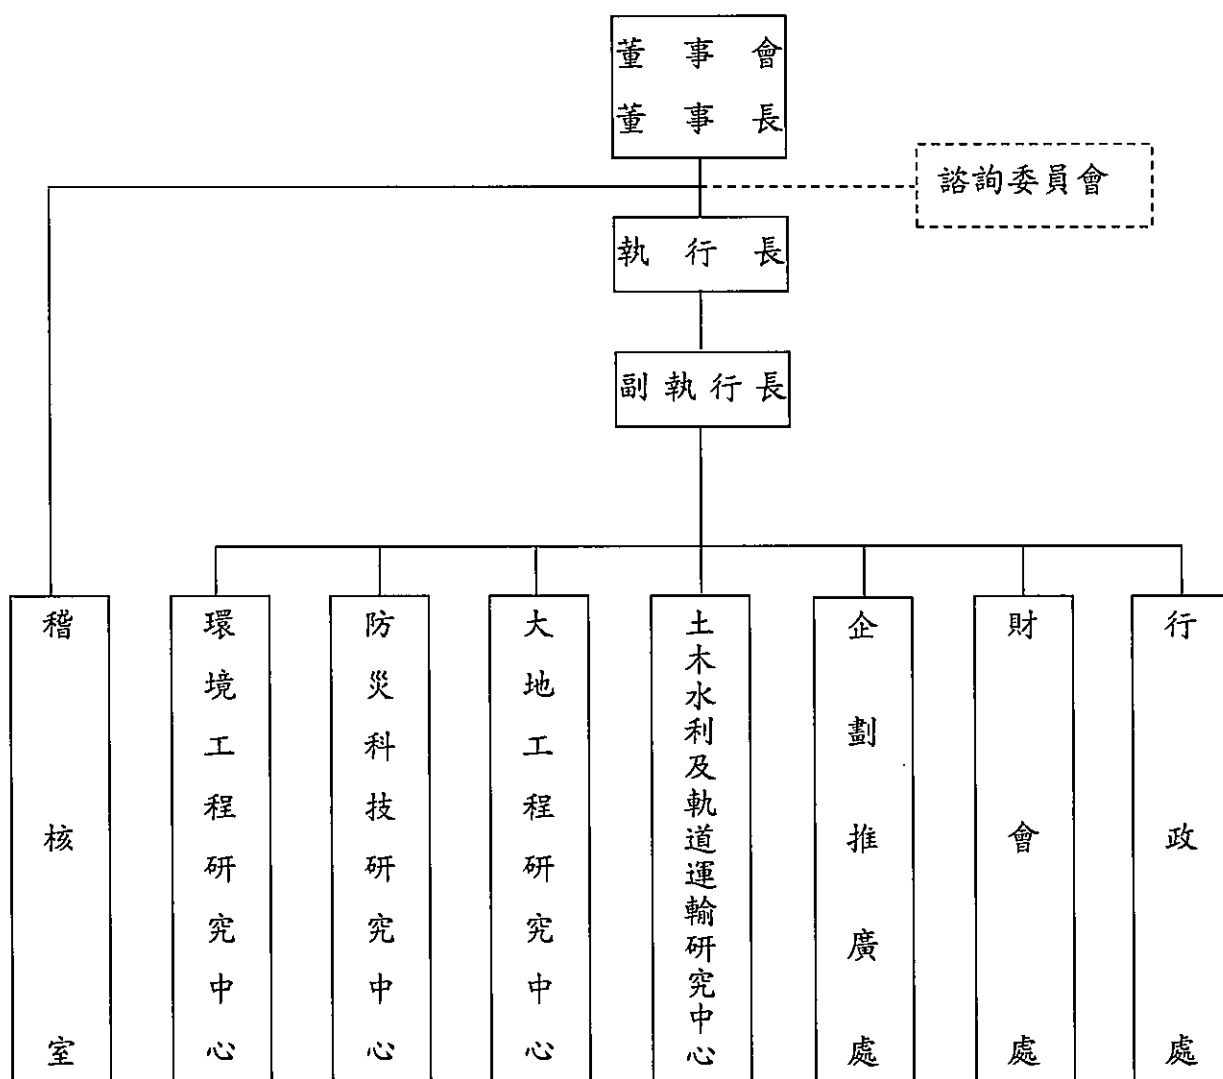 董事會
董事長
諮詢委員會
執行長
副執行長
稽核室
環境工程研究中心
防災科技研究中心
大地工程研究中心
土木水利及軌道運輸研究中心
企劃推廣處
財會處
行政處